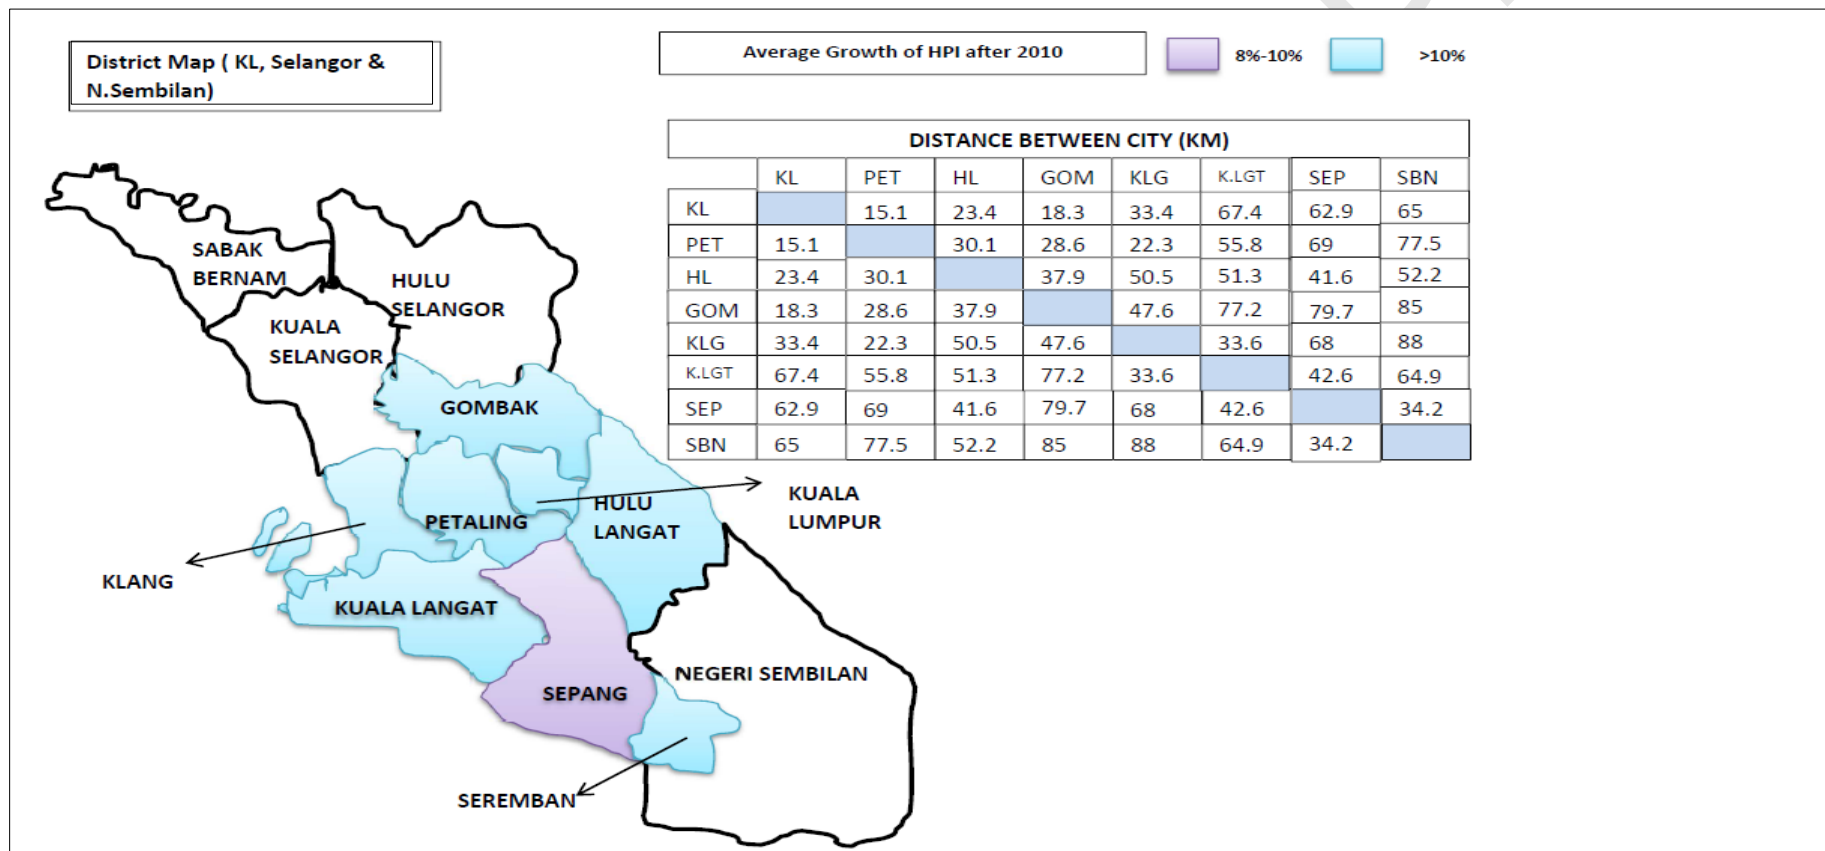 District Map ( KL, Selangor &
N.Sembilan)
Average Growth of HPI after 2010
8%-10%
>10%
DISTANCE BETWEEN CITY (KM)
KL PET HL GOM KLG K.LGT SEP SBN
KL 15.1 23.4 18.3 33.4 67.4 62.9 65
PET 15.1 30.1 28.6 22.3 55.8 69 77.5
HL 23.4 30.1 37.9 50.5 51.3 41.6 52.2
GOM 18.3 28.6 37.9 47.6 77.2 79.7 85
KLG 33.4 22.3 50.5 47.6 33.6 68 88
K.LGT 67.4 55.8 51.3 77.2 33.6 42.6 64.9
SEP 62.9 69 41.6 79.7 68 42.6 34.2
SBN 65 77.5 52.2 85 88 64.9 34.2
SABAK
BERNAM
HULU
SELANGOR
KUALA
SELANGOR
GOMBAK
KUALA
LUMPUR
HULU
LANGAT
PETALING
KLANG
KUALA LANGAT
NEGERI SEMBILAN
SEPANG
SEREMBAN